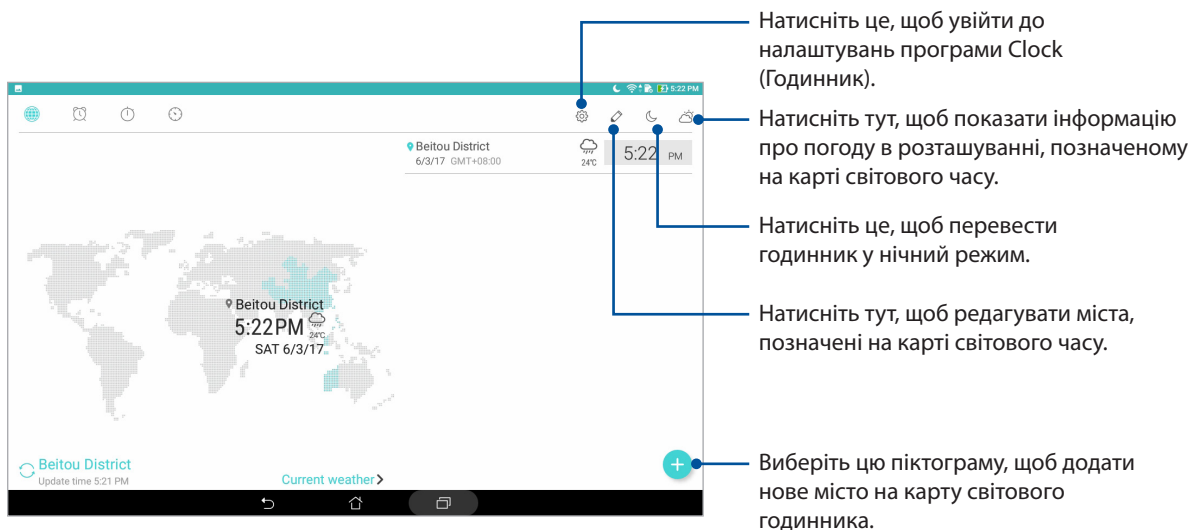 Натисніть це, щоб увійти до
налаштувань програми Clock
(Годинник).
5:22 PM
Натисніть тут, щоб показати інформацію
про погоду в розташуванні, позначеному
на карті світового часу.
Beitou District
6/3/17 GMT+08:00
24°C
5:22 PM
Натисніть це, щоб перевести
годинник у нічний режим.
Beitou District
5:22PM
24°C
SAT 6/3/17
Натисніть тут, щоб редагувати міста,
позначені на карті світового часу.
Beitou District
Update time 5:21 PM
Current weather
Виберіть цю піктограму, щоб додати
нове місто на карту світового
годинника.